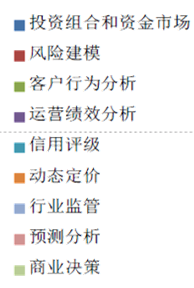 投资组合和资金市场
风险建模
客户行为分析
运营绩效分析
信用评级
动态定价
行业监管
预测分析
商业决策